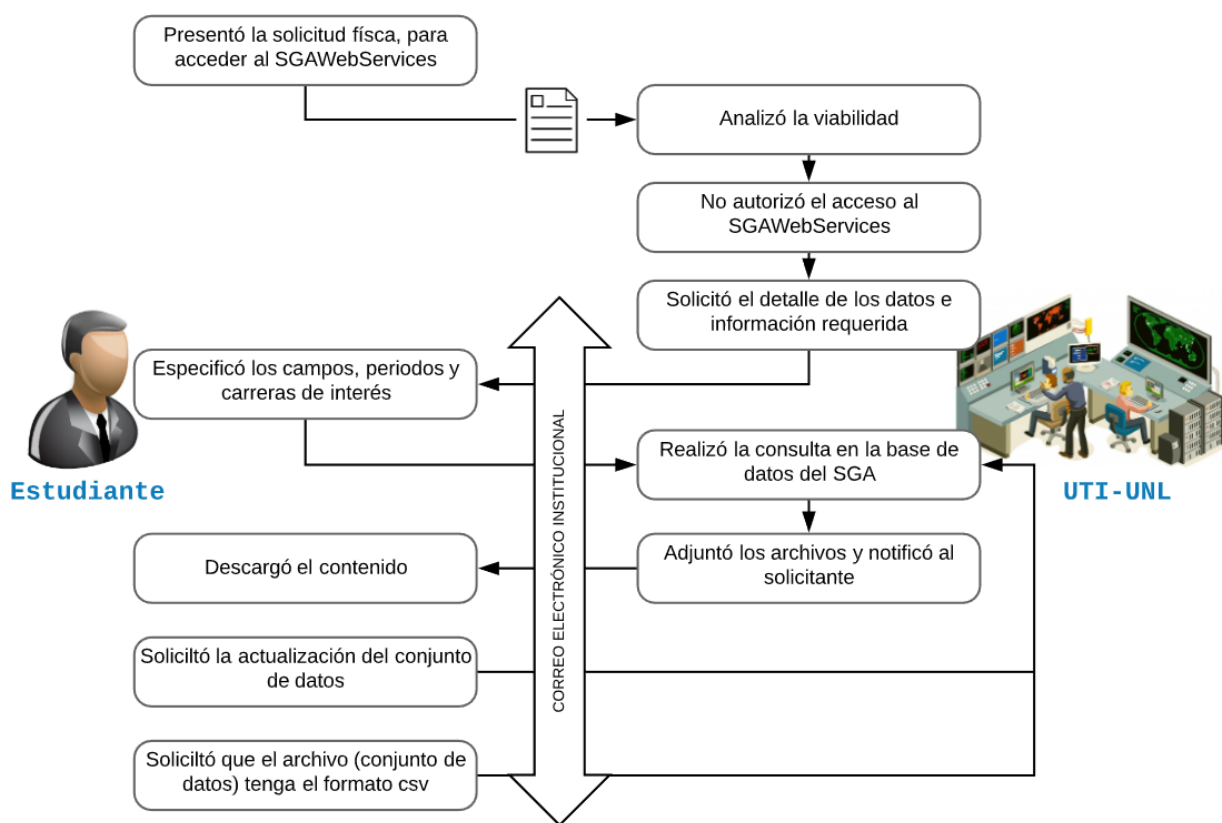 Presentó la solicitud físca, para
acceder al SGAWebServices
Analizó la viabilidad
No autorizó el acceso al
SGAWebServices
Solicitó el detalle de los datos e
información requerida
Especificó los campos, periodos y
carreras de interés
Estudiante
CORREO ELECTRÓNICO INSTITUCIONAL
Realizó la consulta en la base de
datos del SGA
UTI-UNL
Adjuntó los archivos y notificó al
solicitante
Descargó el contenido
Soliciltó la actualización del conjunto
de datos
Soliciltó que el archivo (conjunto de
datos) tenga el formato csv